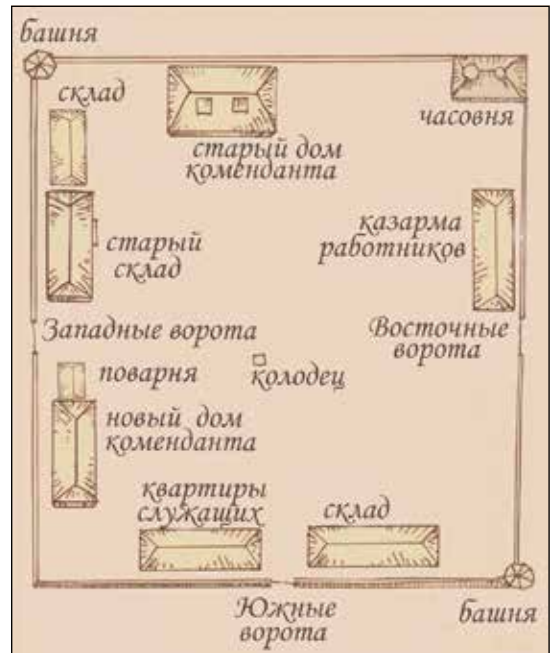 башня
склад
часовня
старый дом
коменданта
казарма
работников
старый
склад
Западные ворота
Восточные
ворота
поварня
колодец
новый дом
коменданта
квартиры
служащих
склад
Южные
ворота
башня